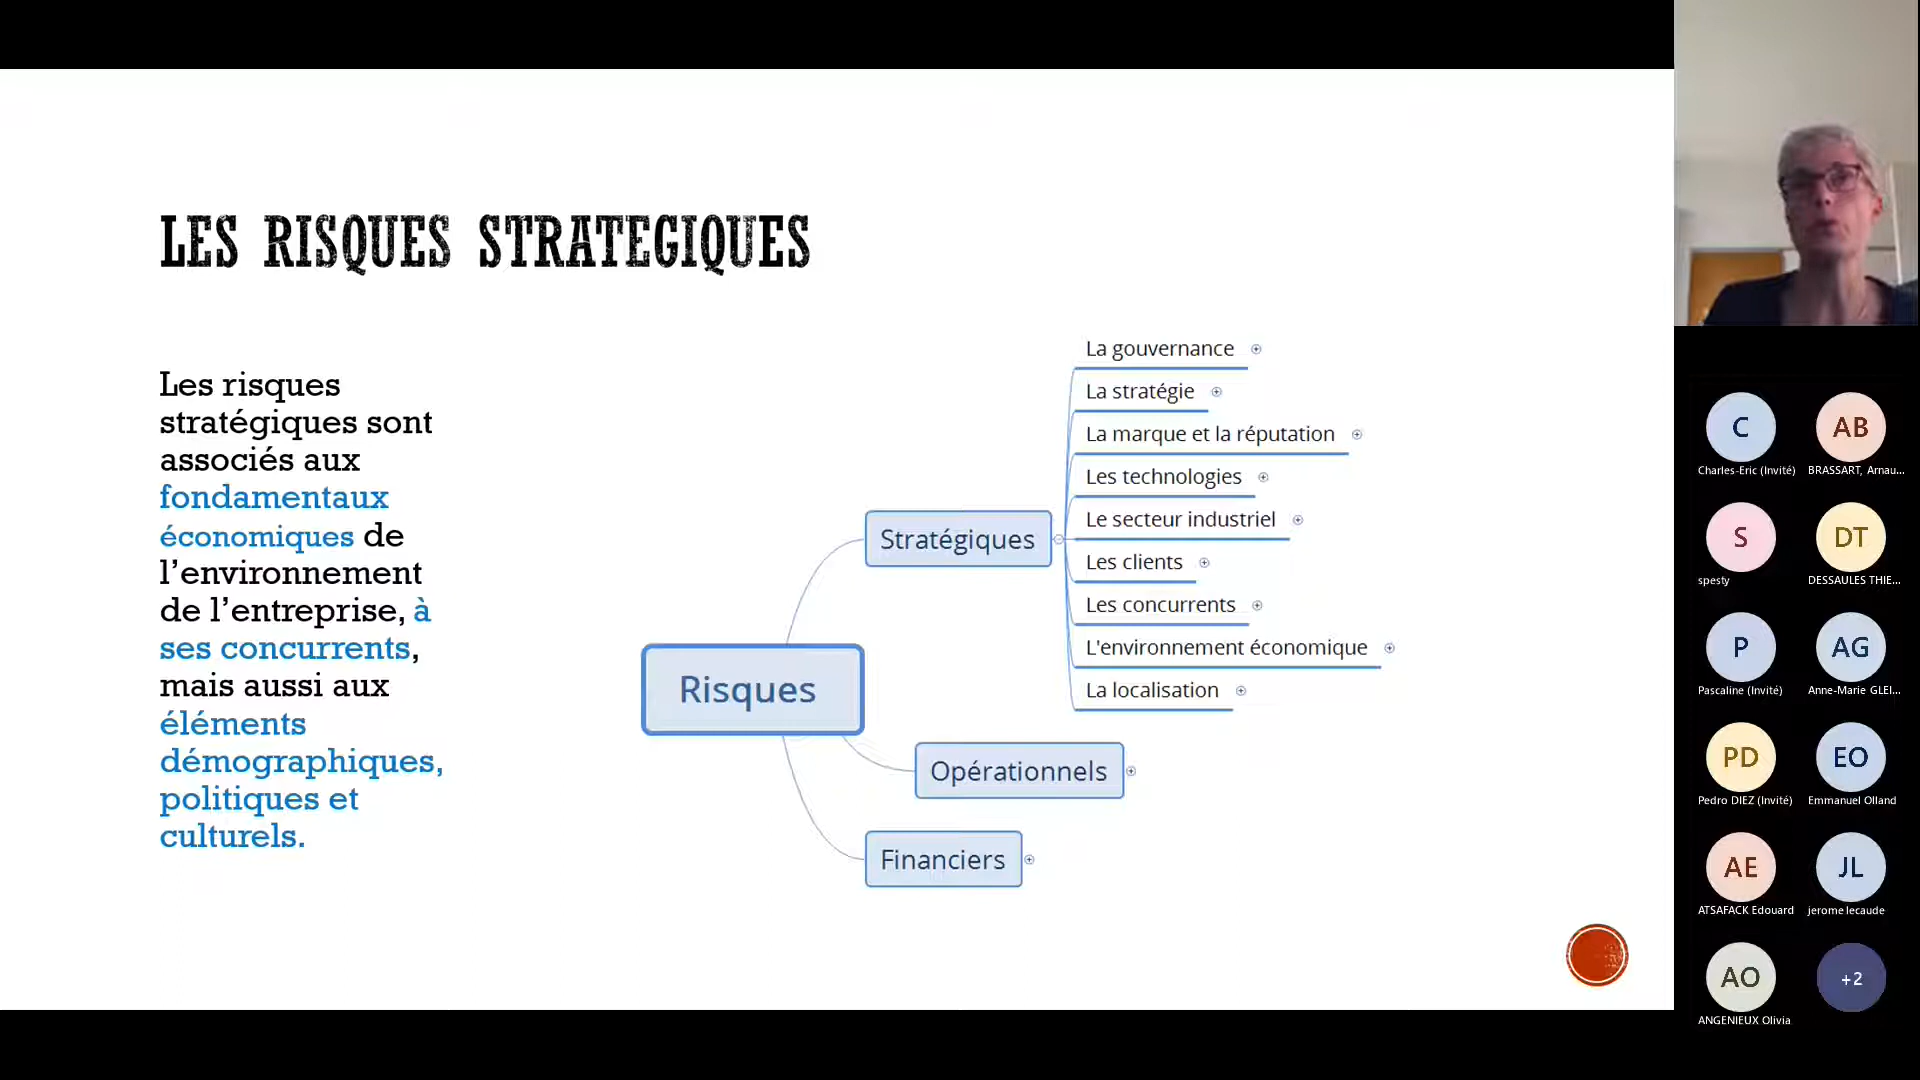 LES RISQUES STRATEGIQUES
Les risques
stratégiques sont
associés aux
fondamentaux
économiques de
l’environnement
de l’entreprise, à
ses concurrents,
mais aussi aux
éléments
démographiques,
politiques et
culturels.
Risques
Stratégiques
La gouvernance
La stratégie
La marque et la réputation
Les technologies
Le secteur industriel
Les clients
Les concurrents
L'environnement économique
La localisation
Opérationnels
Financiers
C
Charles-Eric (Invité)
AB
BRASSART, Arnau...
S
spesty
DT
DESSAULES THIE...
P
Pascaline (Invité)
AG
Anne-Marie GLEI...
PD
Pedro DIEZ (Invité)
EO
Emmanuel Olland
AE
ATSAFACK Edouard
JL
jerome lecaude
AO
ANGENIEUX Olivia
+2